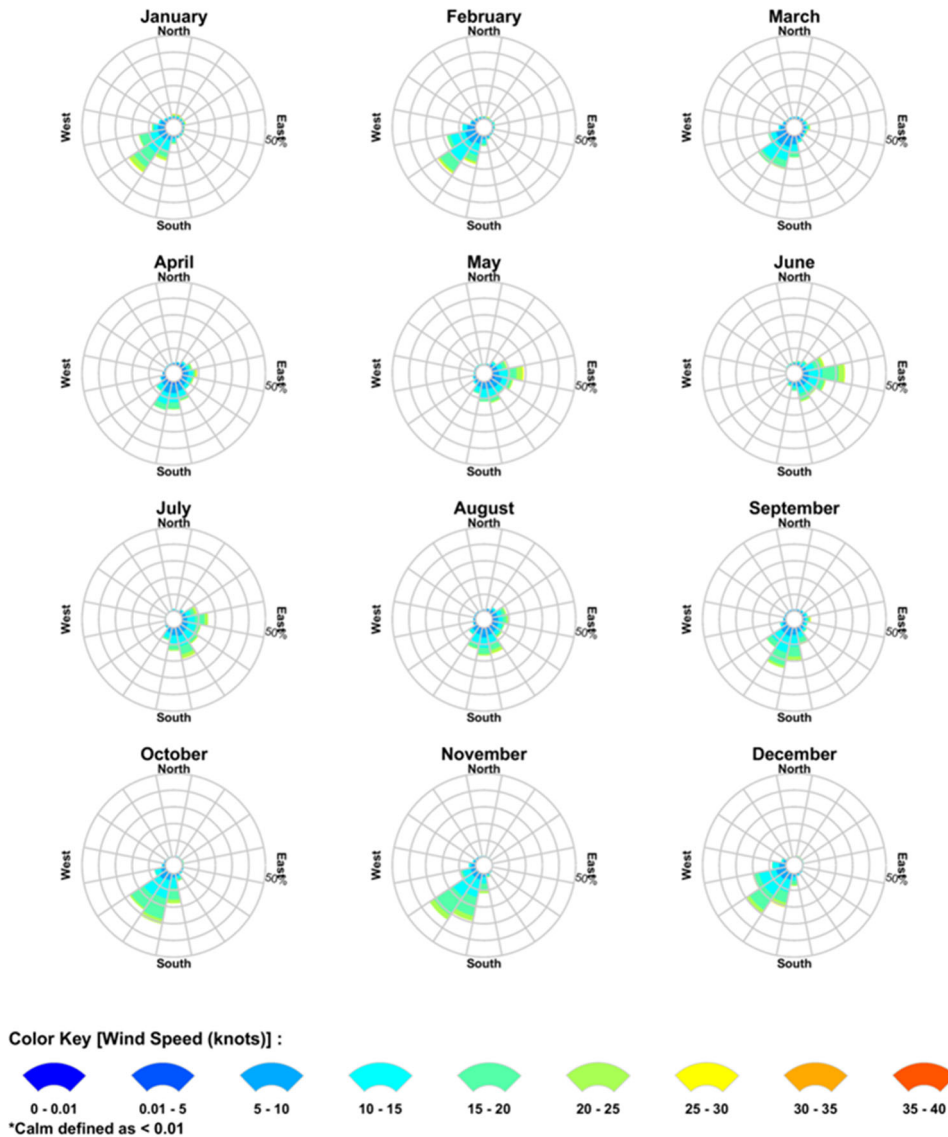 January
North
West
East
50%
South
February
North
West
East
50%
South
March
North
West
East
50%
South
April
North
West
East
50%
South
May
North
West
East
50%
South
June
North
West
East
50%
South
July
North
West
East
50%
South
August
North
West
East
50%
South
September
North
West
East
50%
South
October
North
West
East
50%
South
November
North
West
East
50%
South
December
North
West
East
50%
South
Color Key [Wind Speed (knots)] :
0 - 0.01 0.01 - 5 5 - 10 10 - 15 15 - 20 20 - 25 25 - 30 30 - 35 35 - 40
*Calm defined as < 0.01